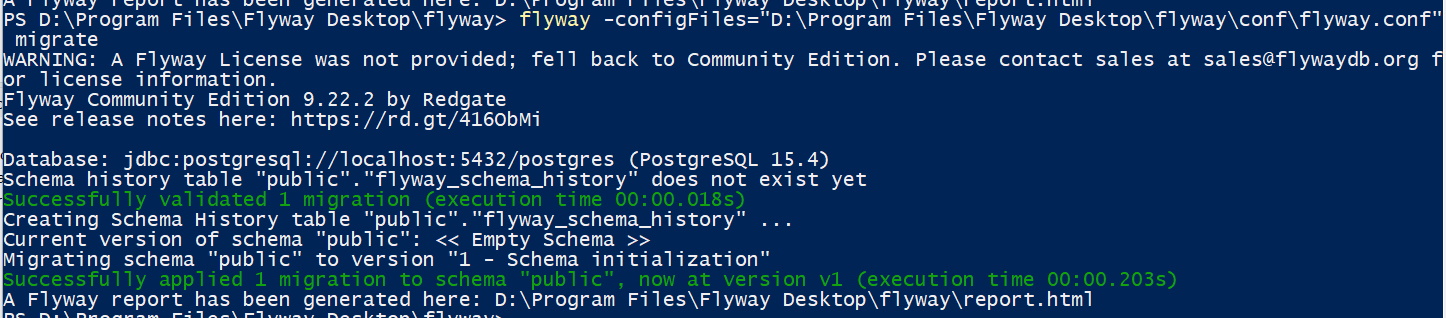 A Flyway report has been generated here: D:\Program Files\Flyway Desktop\flyway\report.html
PS D:\Program Files\Flyway Desktop\flyway> flyway -configFiles="D:\Program Files\Flyway Desktop\flyway\conf\flyway.conf"
 migrate
WARNING: A Flyway License was not provided; fell back to Community Edition. Please contact sales at sales@flywaydb.org f
or license information.
Flyway Community Edition 9.22.2 by Redgate
See release notes here: https://rd.gt/416ObMi

Database: jdbc:postgresql://localhost:5432/postgres (PostgreSQL 15.4)
Schema history table "public"."flyway_schema_history" does not exist yet
Successfully validated 1 migration (execution time 00:00.018s)
Creating Schema History table "public"."flyway_schema_history" ...
Current version of schema "public": << Empty Schema >>
Migrating schema "public" to version "1 - Schema initialization"
Successfully applied 1 migration to schema "public", now at version v1 (execution time 00:00.203s)
A Flyway report has been generated here: D:\Program Files\Flyway Desktop\flyway\report.html
PS D:\Program Files\Flyway Desktop\flyway>